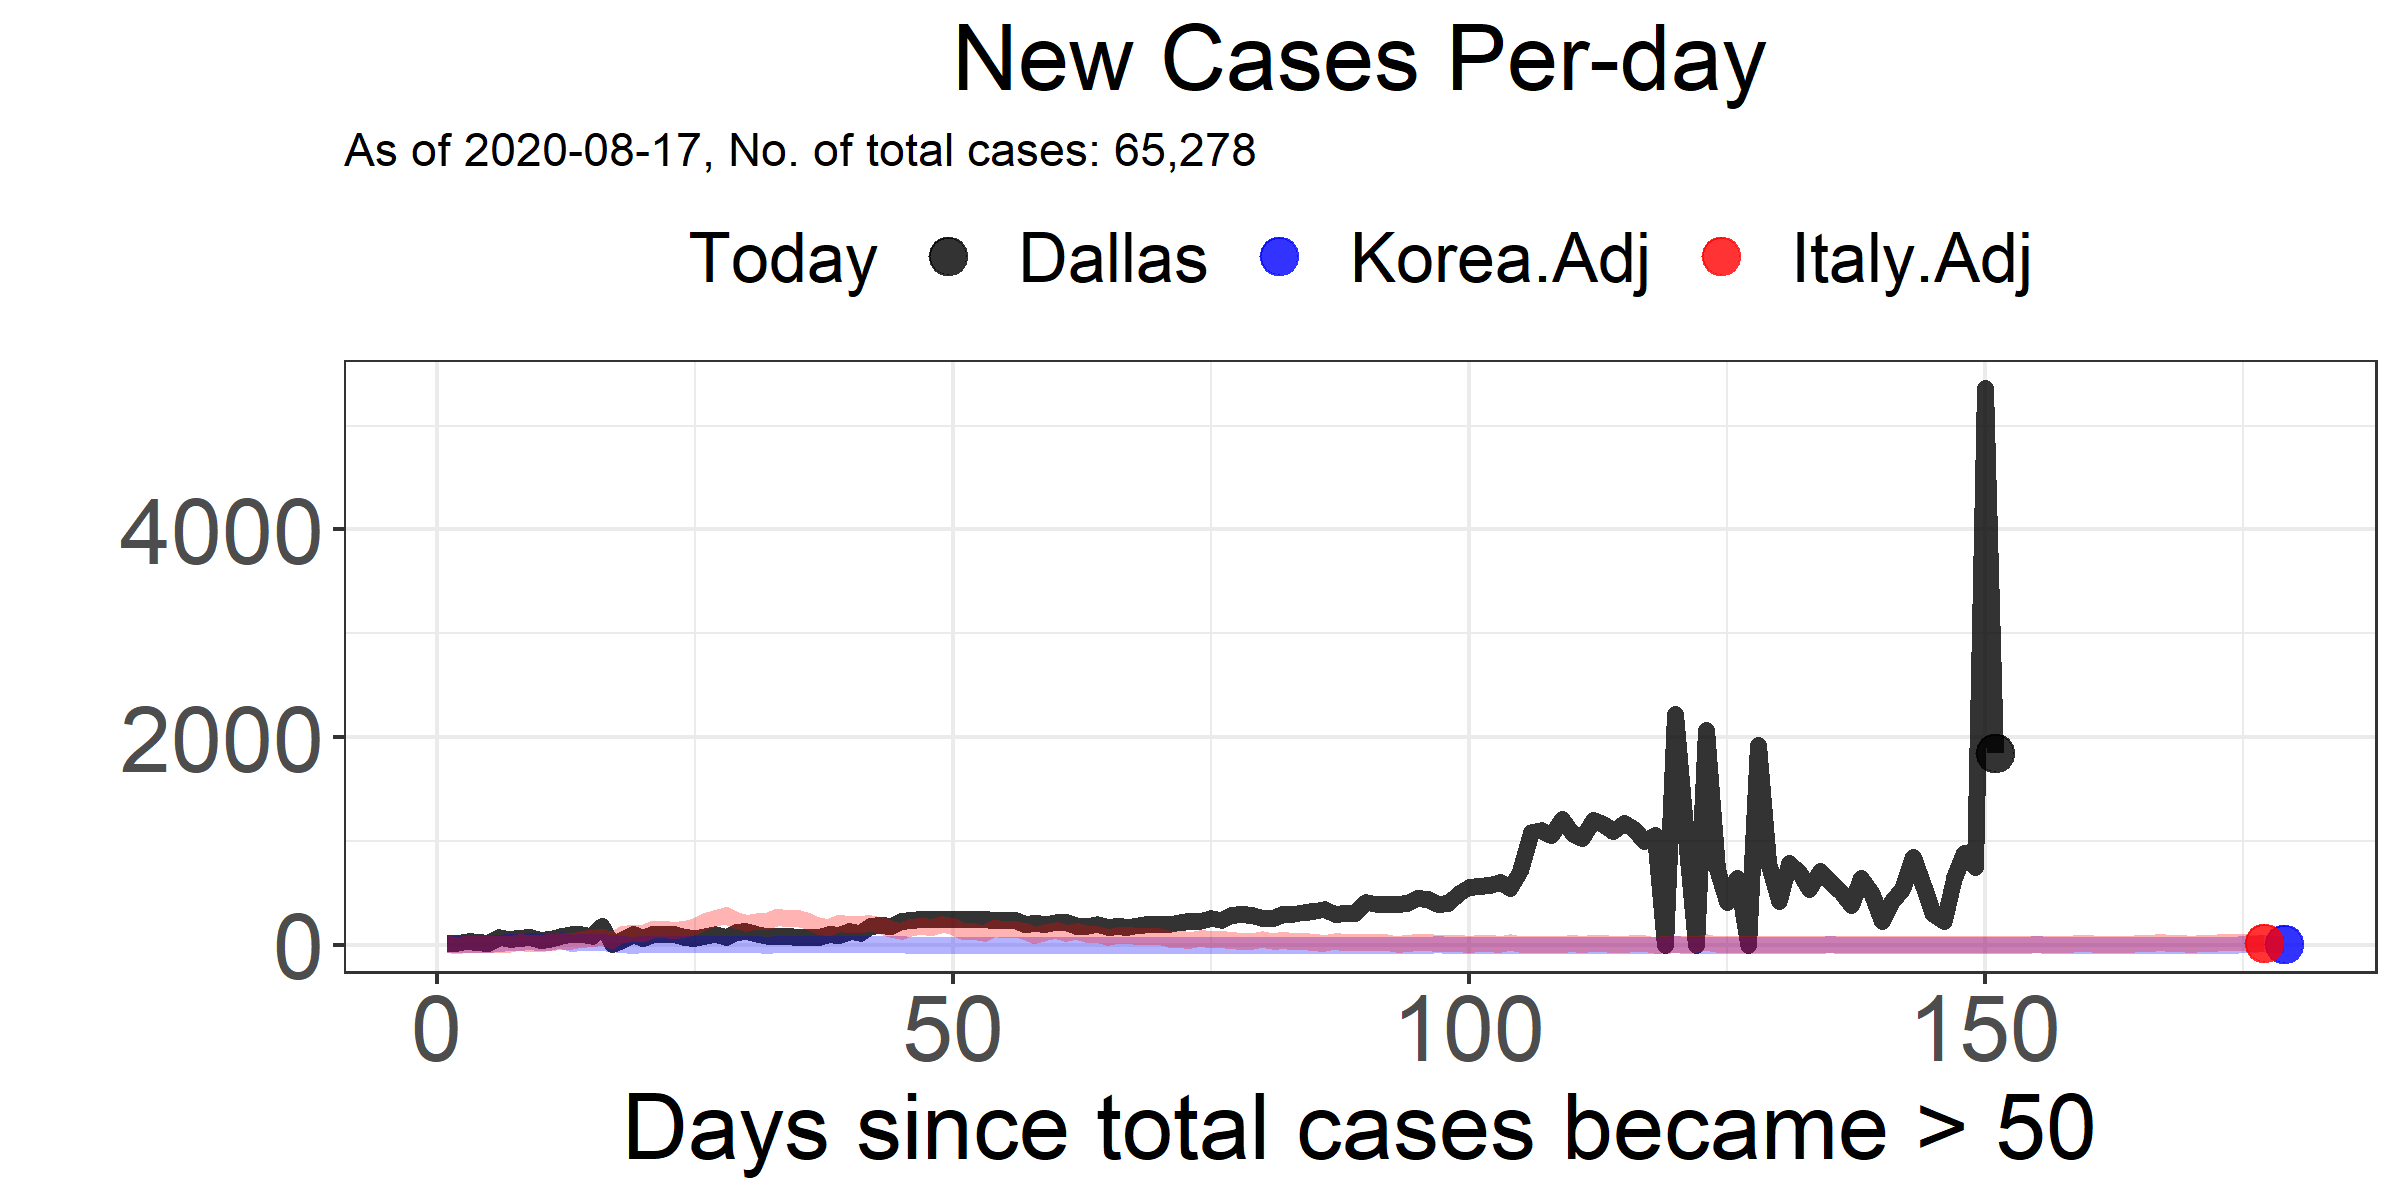 New Cases Per-day
As of 2020-08-17, No. of total cases: 65,278
Today Dallas Korea.Adj Italy.Adj
4000
2000
0
0 50 100 150
Days since total cases became > 50